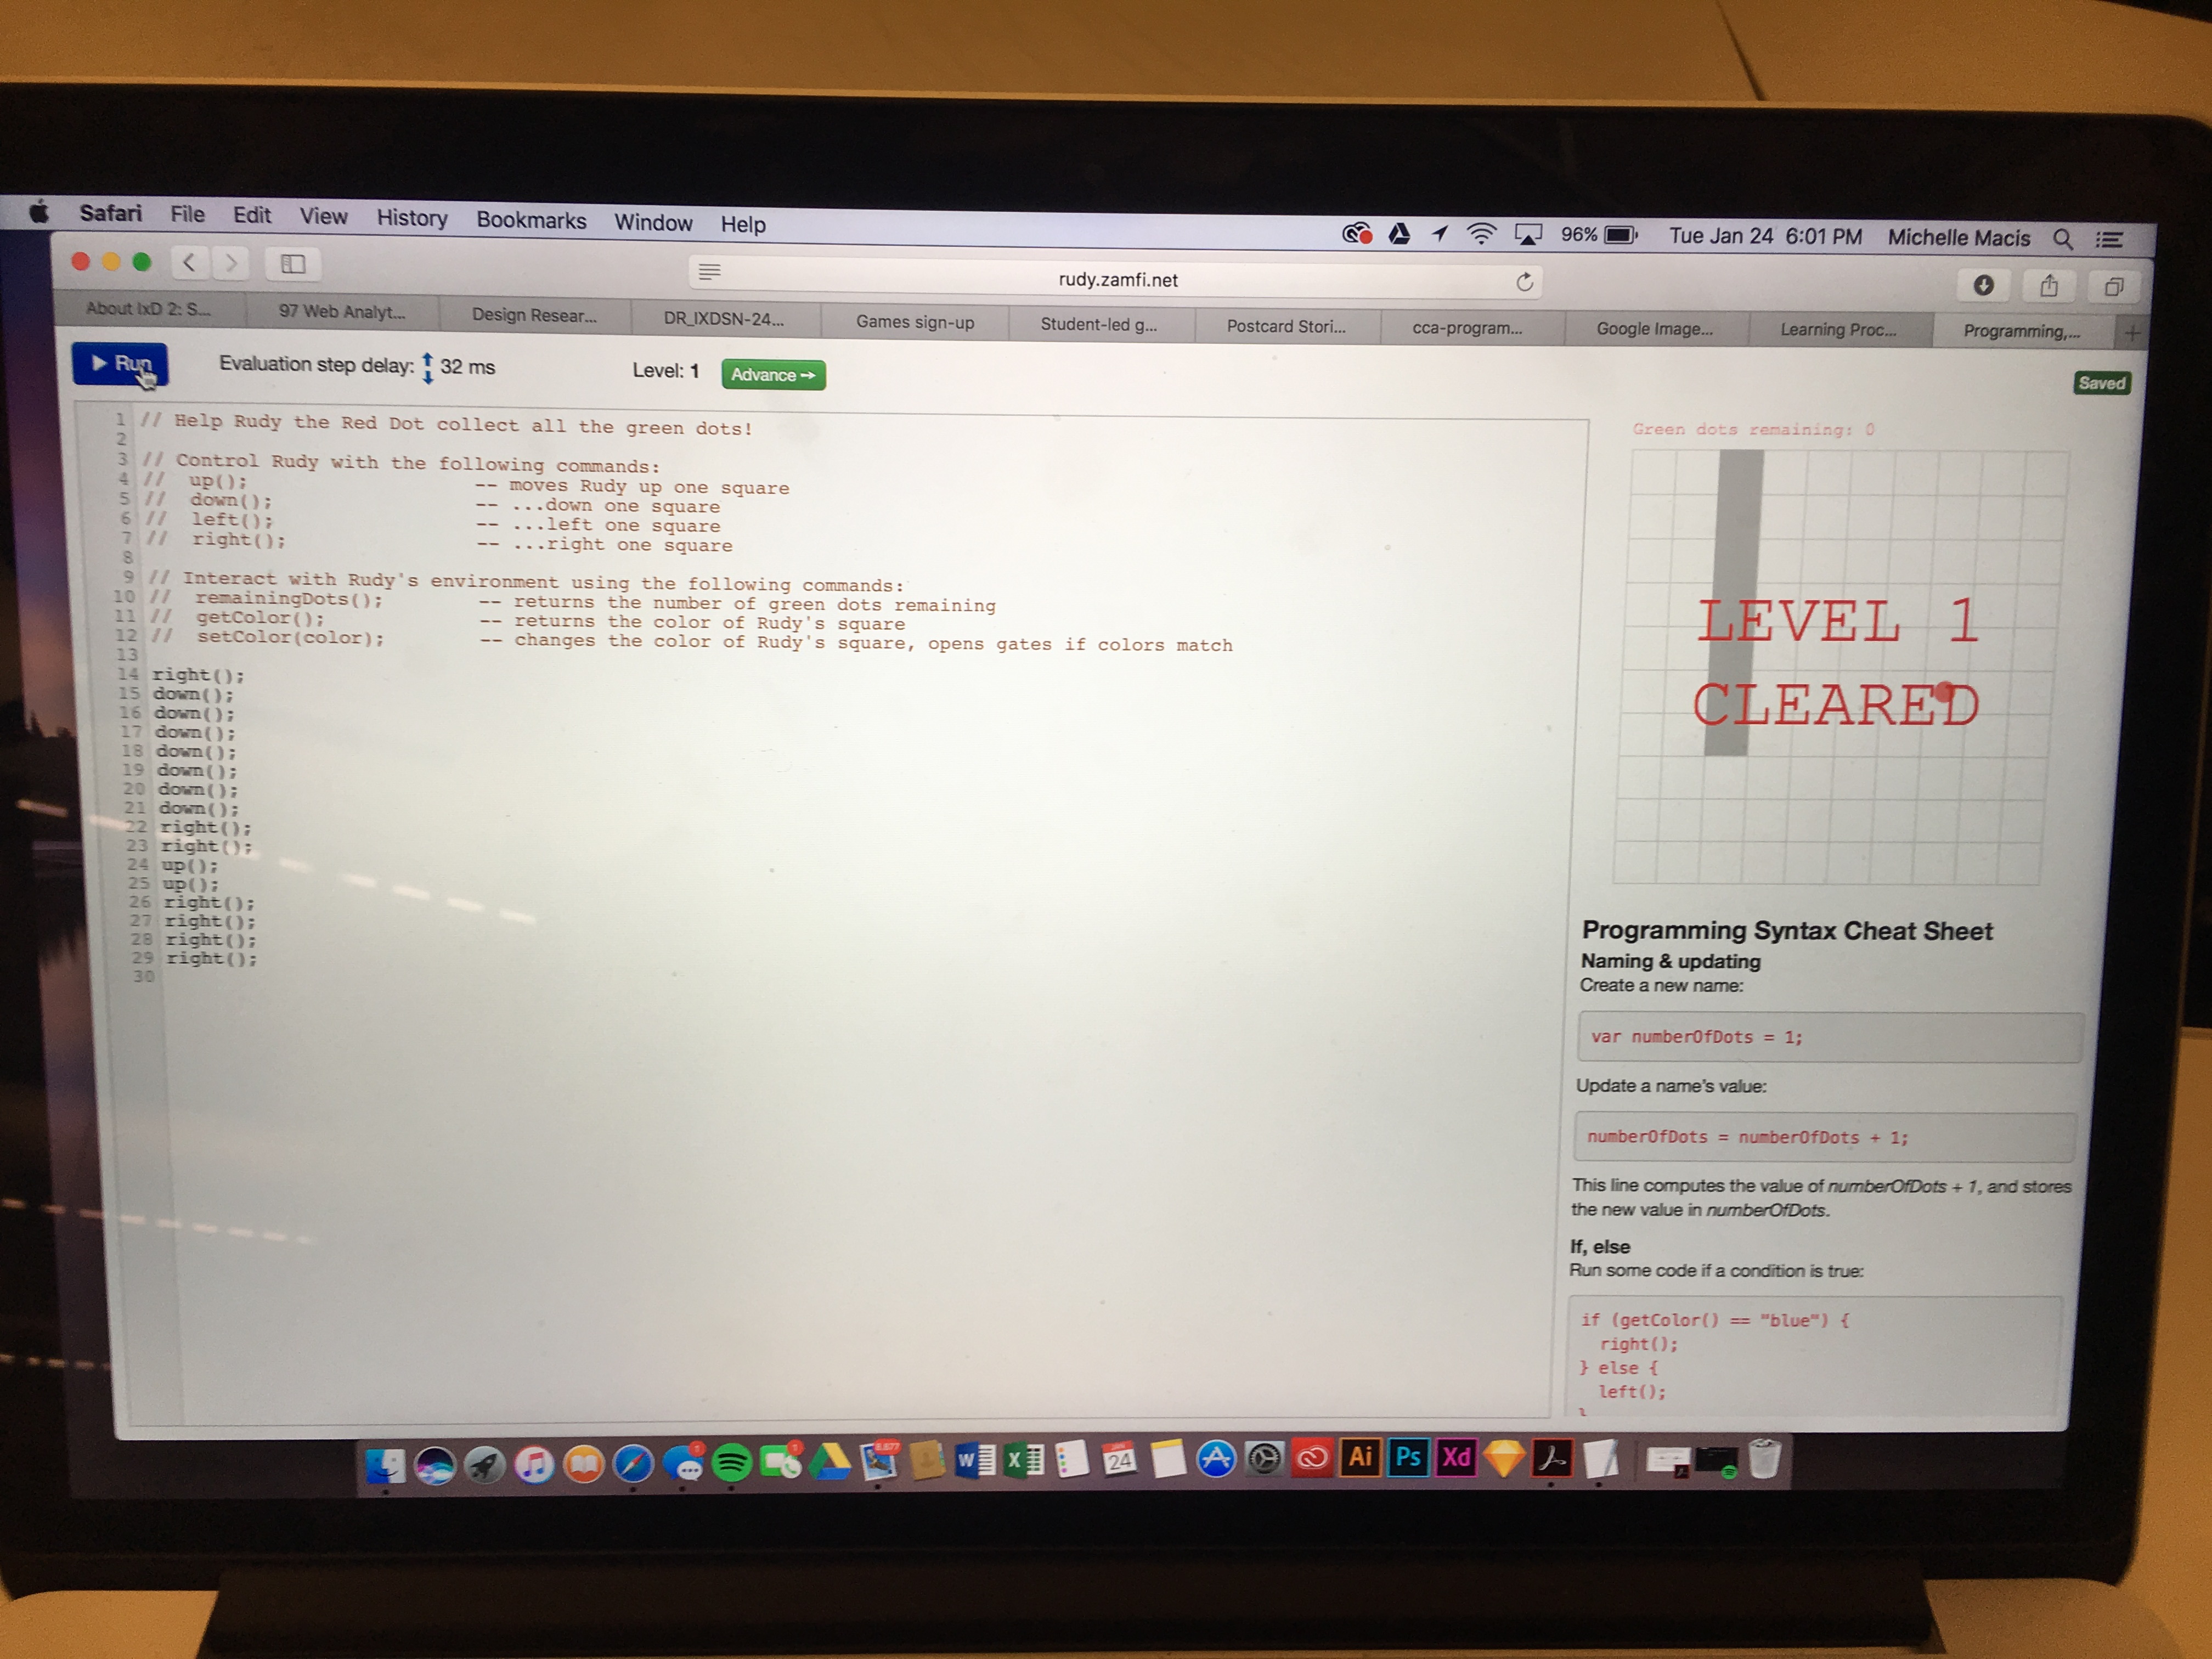 Safari File Edit View History Bookmarks Window Help 96% Tue Jan 24 6:01 PM Michelle Macis
rudy.zamfi.net
About IxD 2: S... 97 Web Analyt... Design Resear... DR_IXDSN-24... Games sign-up Student-led g... Postcard Stori... cca-program... Google Image... Learning Proc... Programming,... +
Run Evaluation step delay: 32 ms Level: 1 Advance → Saved
1 // Help Rudy the Red Dot collect all the green dots!
2
3 // Control Rudy with the following commands:
4 // up(); -- moves Rudy up one square
5 // down(); -- ...down one square
6 // left(); -- ...left one square
7 // right(); -- ...right one square
8
9 // Interact with Rudy's environment using the following commands:
10 // remainingDots(); -- returns the number of green dots remaining
11 // getColor(); -- returns the color of Rudy's square
12 // setColor(color); -- changes the color of Rudy's square, opens gates if colors match
13
14 right();
15 down();
16 down();
17 down();
18 down();
19 down();
20 down();
21 down();
22 right();
23 right();
24 up();
25 up();
26 right();
27 right();
28 right();
29 right();
30
Green dots remaining: 0
LEVEL 1
CLEARED
Programming Syntax Cheat Sheet
Naming & updating
Create a new name:
var numberOfDots = 1;
Update a name's value:
numberOfDots = numberOfDots + 1;
This line computes the value of numberOfDots + 1, and stores
the new value in numberOfDots.
If, else
Run some code if a condition is true:
if (getColor() == "blue") {
right();
} else {
left();
}
1 1 JAN 24 W X Ai Ps Xd